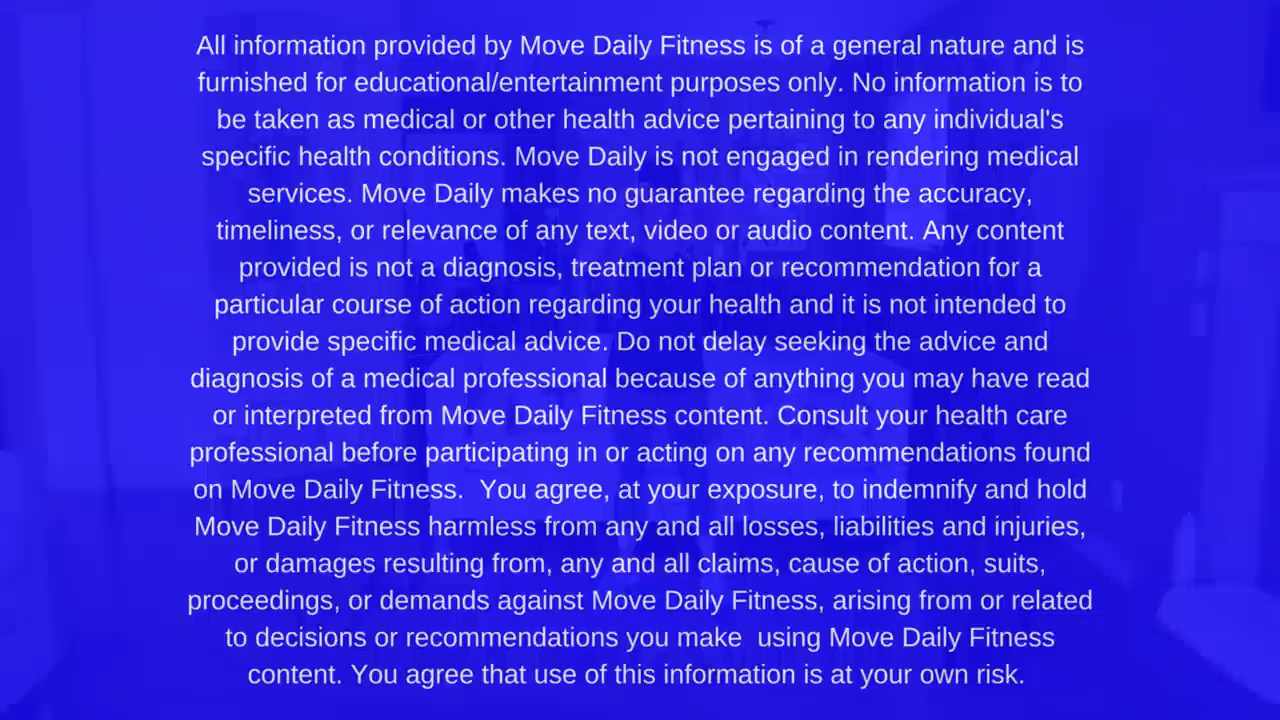 All information provided by Move Daily Fitness is of a general nature and is
furnished for educational/entertainment purposes only. No information is to
be taken as medical or other health advice pertaining to any individual's
specific health conditions. Move Daily is not engaged in rendering medical
services. Move Daily makes no guarantee regarding the accuracy,
timeliness, or relevance of any text, video or audio content. Any content
provided is not a diagnosis, treatment plan or recommendation for a
particular course of action regarding your health and it is not intended to
provide specific medical advice. Do not delay seeking the advice and
diagnosis of a medical professional because of anything you may have read
or interpreted from Move Daily Fitness content. Consult your health care
professional before participating in or acting on any recommendations found
on Move Daily Fitness.  You agree, at your exposure, to indemnify and hold
Move Daily Fitness harmless from any and all losses, liabilities and injuries,
or damages resulting from, any and all claims, cause of action, suits,
proceedings, or demands against Move Daily Fitness, arising from or related
to decisions or recommendations you make  using Move Daily Fitness
content. You agree that use of this information is at your own risk.